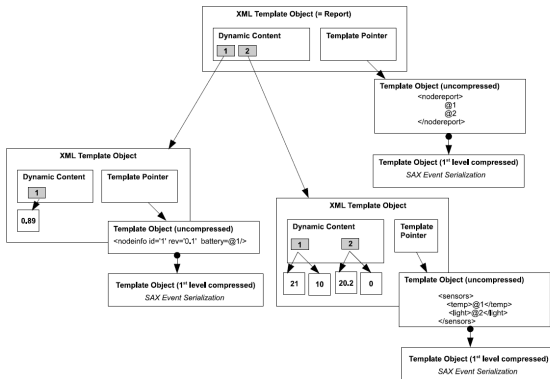 XML Template Object (= Report)
Dynamic Content
Template Pointer
1
2
Template Object (uncompressed)
<nodereport>
@1
@2
</nodereport>
Template Object (1st level compressed)
SAX Event Serialization
XML Template Object
Dynamic Content
Template Pointer
1
0.89
Template Object (uncompressed)
<nodeinfo id='1' rev='0.1' battery=@1/>
Template Object (1st level compressed)
SAX Event Serialization
XML Template Object
Dynamic Content
Template
Pointer
1
2
21
10
20.2
0
Template Object (uncompressed)
<sensors>
<temp>@1</temp>
<light>@2</light>
</sensors>
Template Object (1st level compressed)
SAX Event Serialization